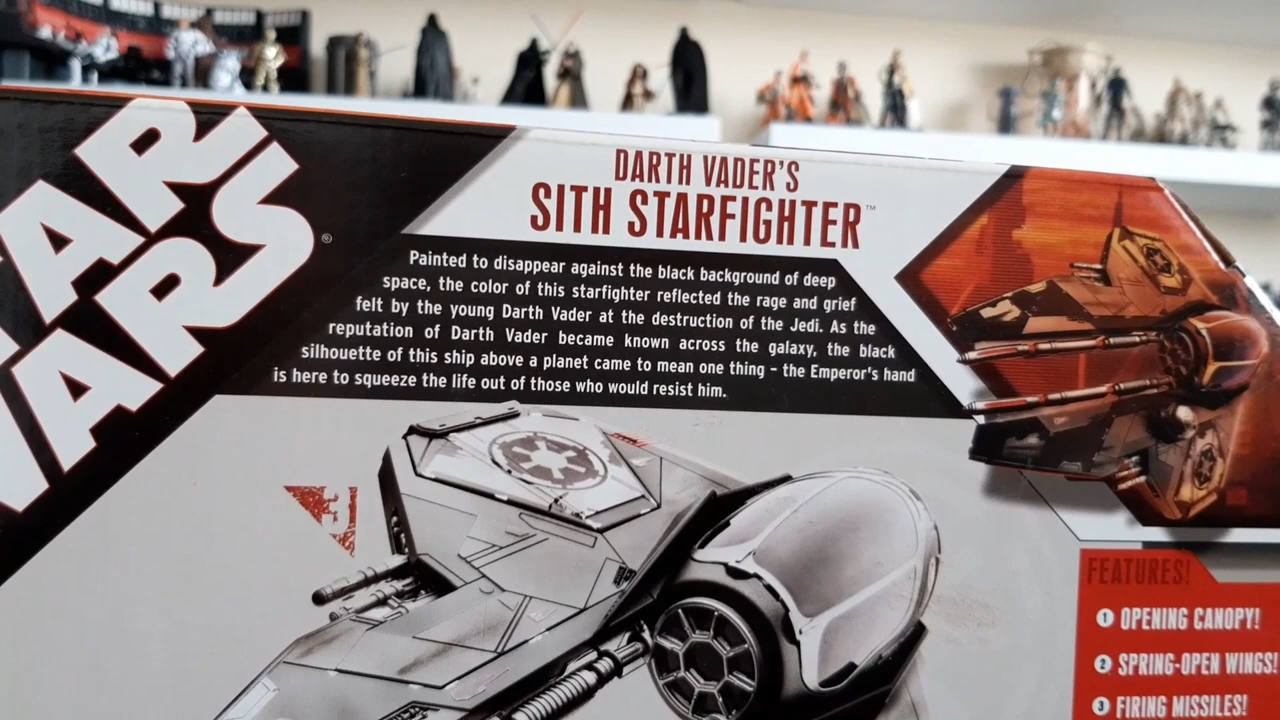 STAR
WARS
®
DARTH VADER'S
SITH STARFIGHTER™
Painted to disappear against the black background of deep
space, the color of this starfighter reflected the rage and grief
felt by the young Darth Vader at the destruction of the Jedi. As the
reputation of Darth Vader became known across the galaxy, the black
silhouette of this ship above a planet came to mean one thing – the Emperor's hand
is here to squeeze the life out of those who would resist him.
FEATURES!
1 OPENING CANOPY!
2 SPRING-OPEN WINGS!
3 FIRING MISSILES!